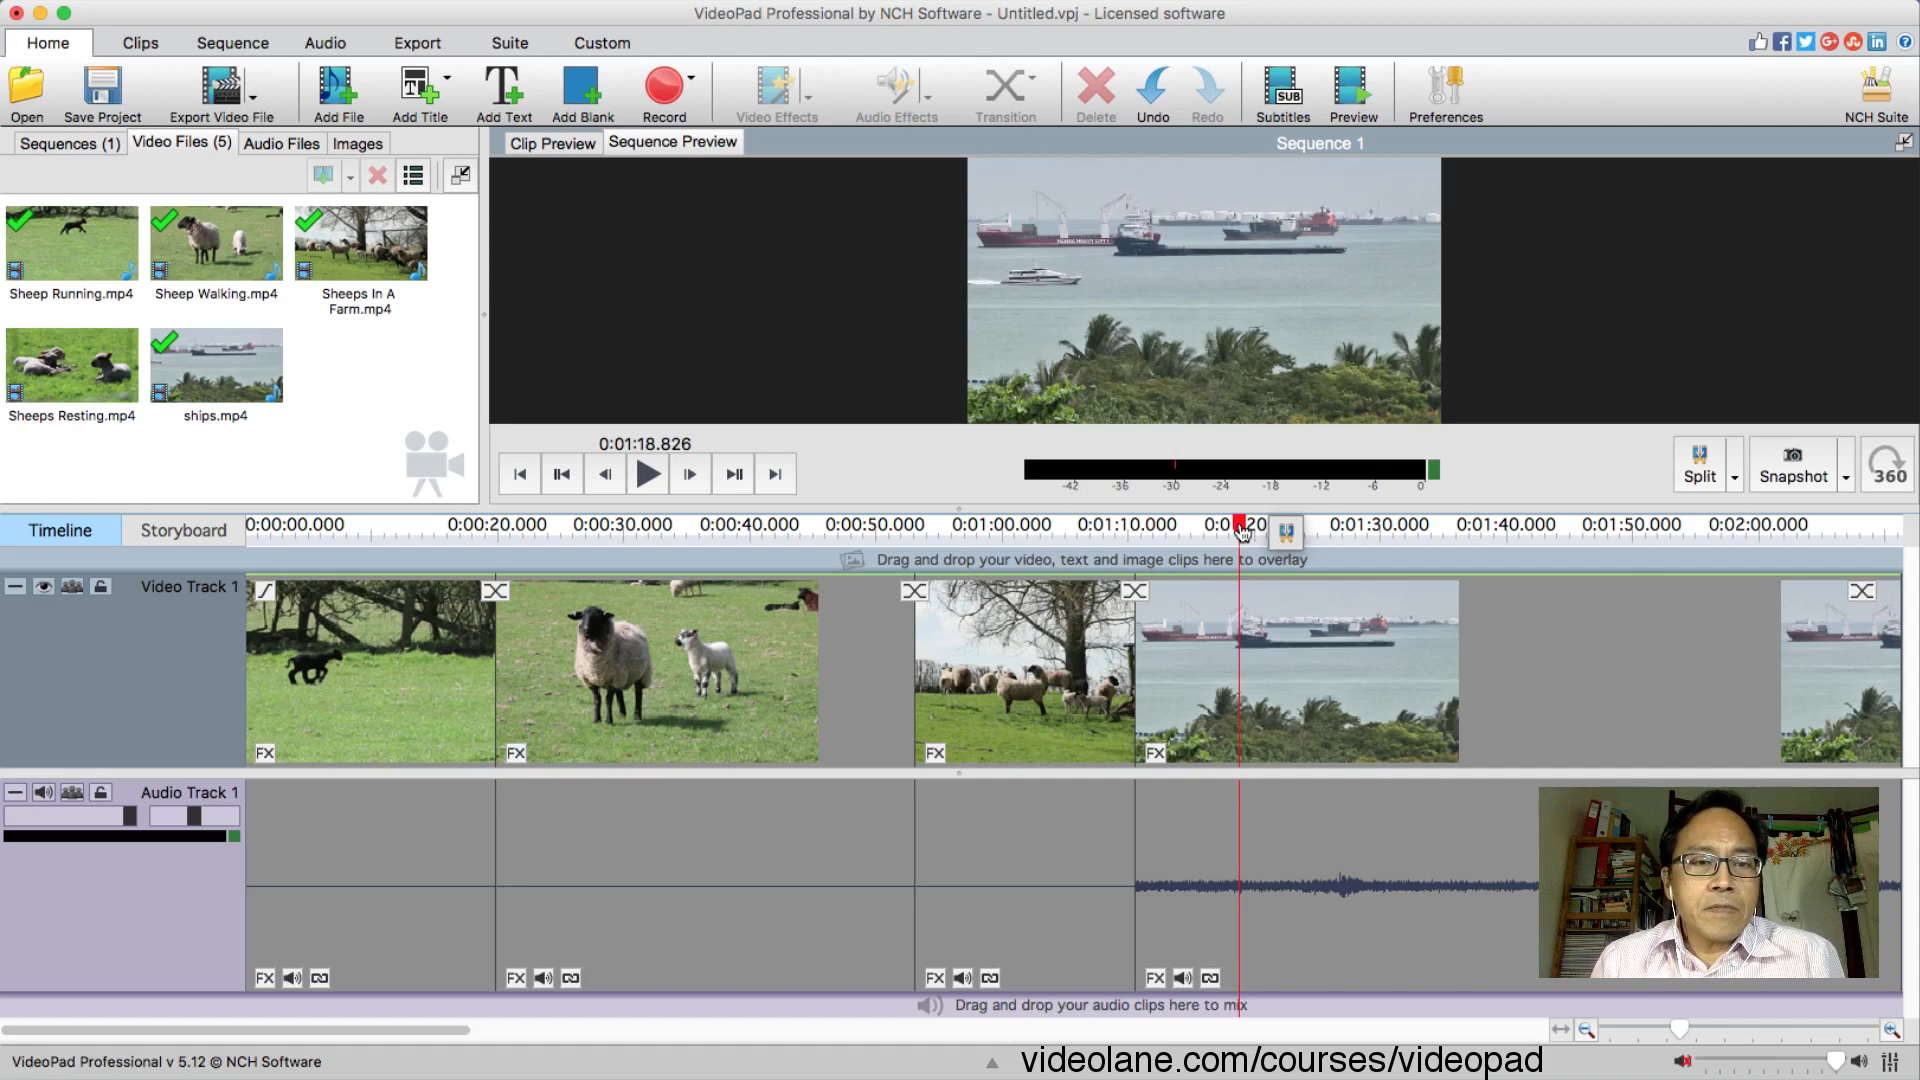 VideoPad Professional by NCH Software - Untitled.vpj - Licensed software
Home Clips Sequence Audio Export Suite Custom
Open Save Project Export Video File Add File Add Title Add Text Add Blank Record Video Effects Audio Effects Transition Delete Undo Redo Subtitles Preview Preferences NCH Suite
SUB
Sequences (1) Video Files (5) Audio Files Images
Clip Preview Sequence Preview Sequence 1
Sheep Running.mp4 Sheep Walking.mp4 Sheeps In A Farm.mp4
Sheeps Resting.mp4 ships.mp4
0:01:18.826
-42 -36 -30 -24 -18 -12 -6 0
Split Snapshot 360
Timeline Storyboard
0:00:00.000 0:00:20.000 0:00:30.000 0:00:40.000 0:00:50.000 0:01:00.000 0:01:10.000 0:01:30.000 0:01:40.000 0:01:50.000 0:02:00.000
Drag and drop your video, text and image clips here to overlay
Video Track 1
FX FX FX FX
Audio Track 1
FX FX FX FX
Drag and drop your audio clips here to mix
VideoPad Professional v 5.12 © NCH Software
videolane.com/courses/videopad